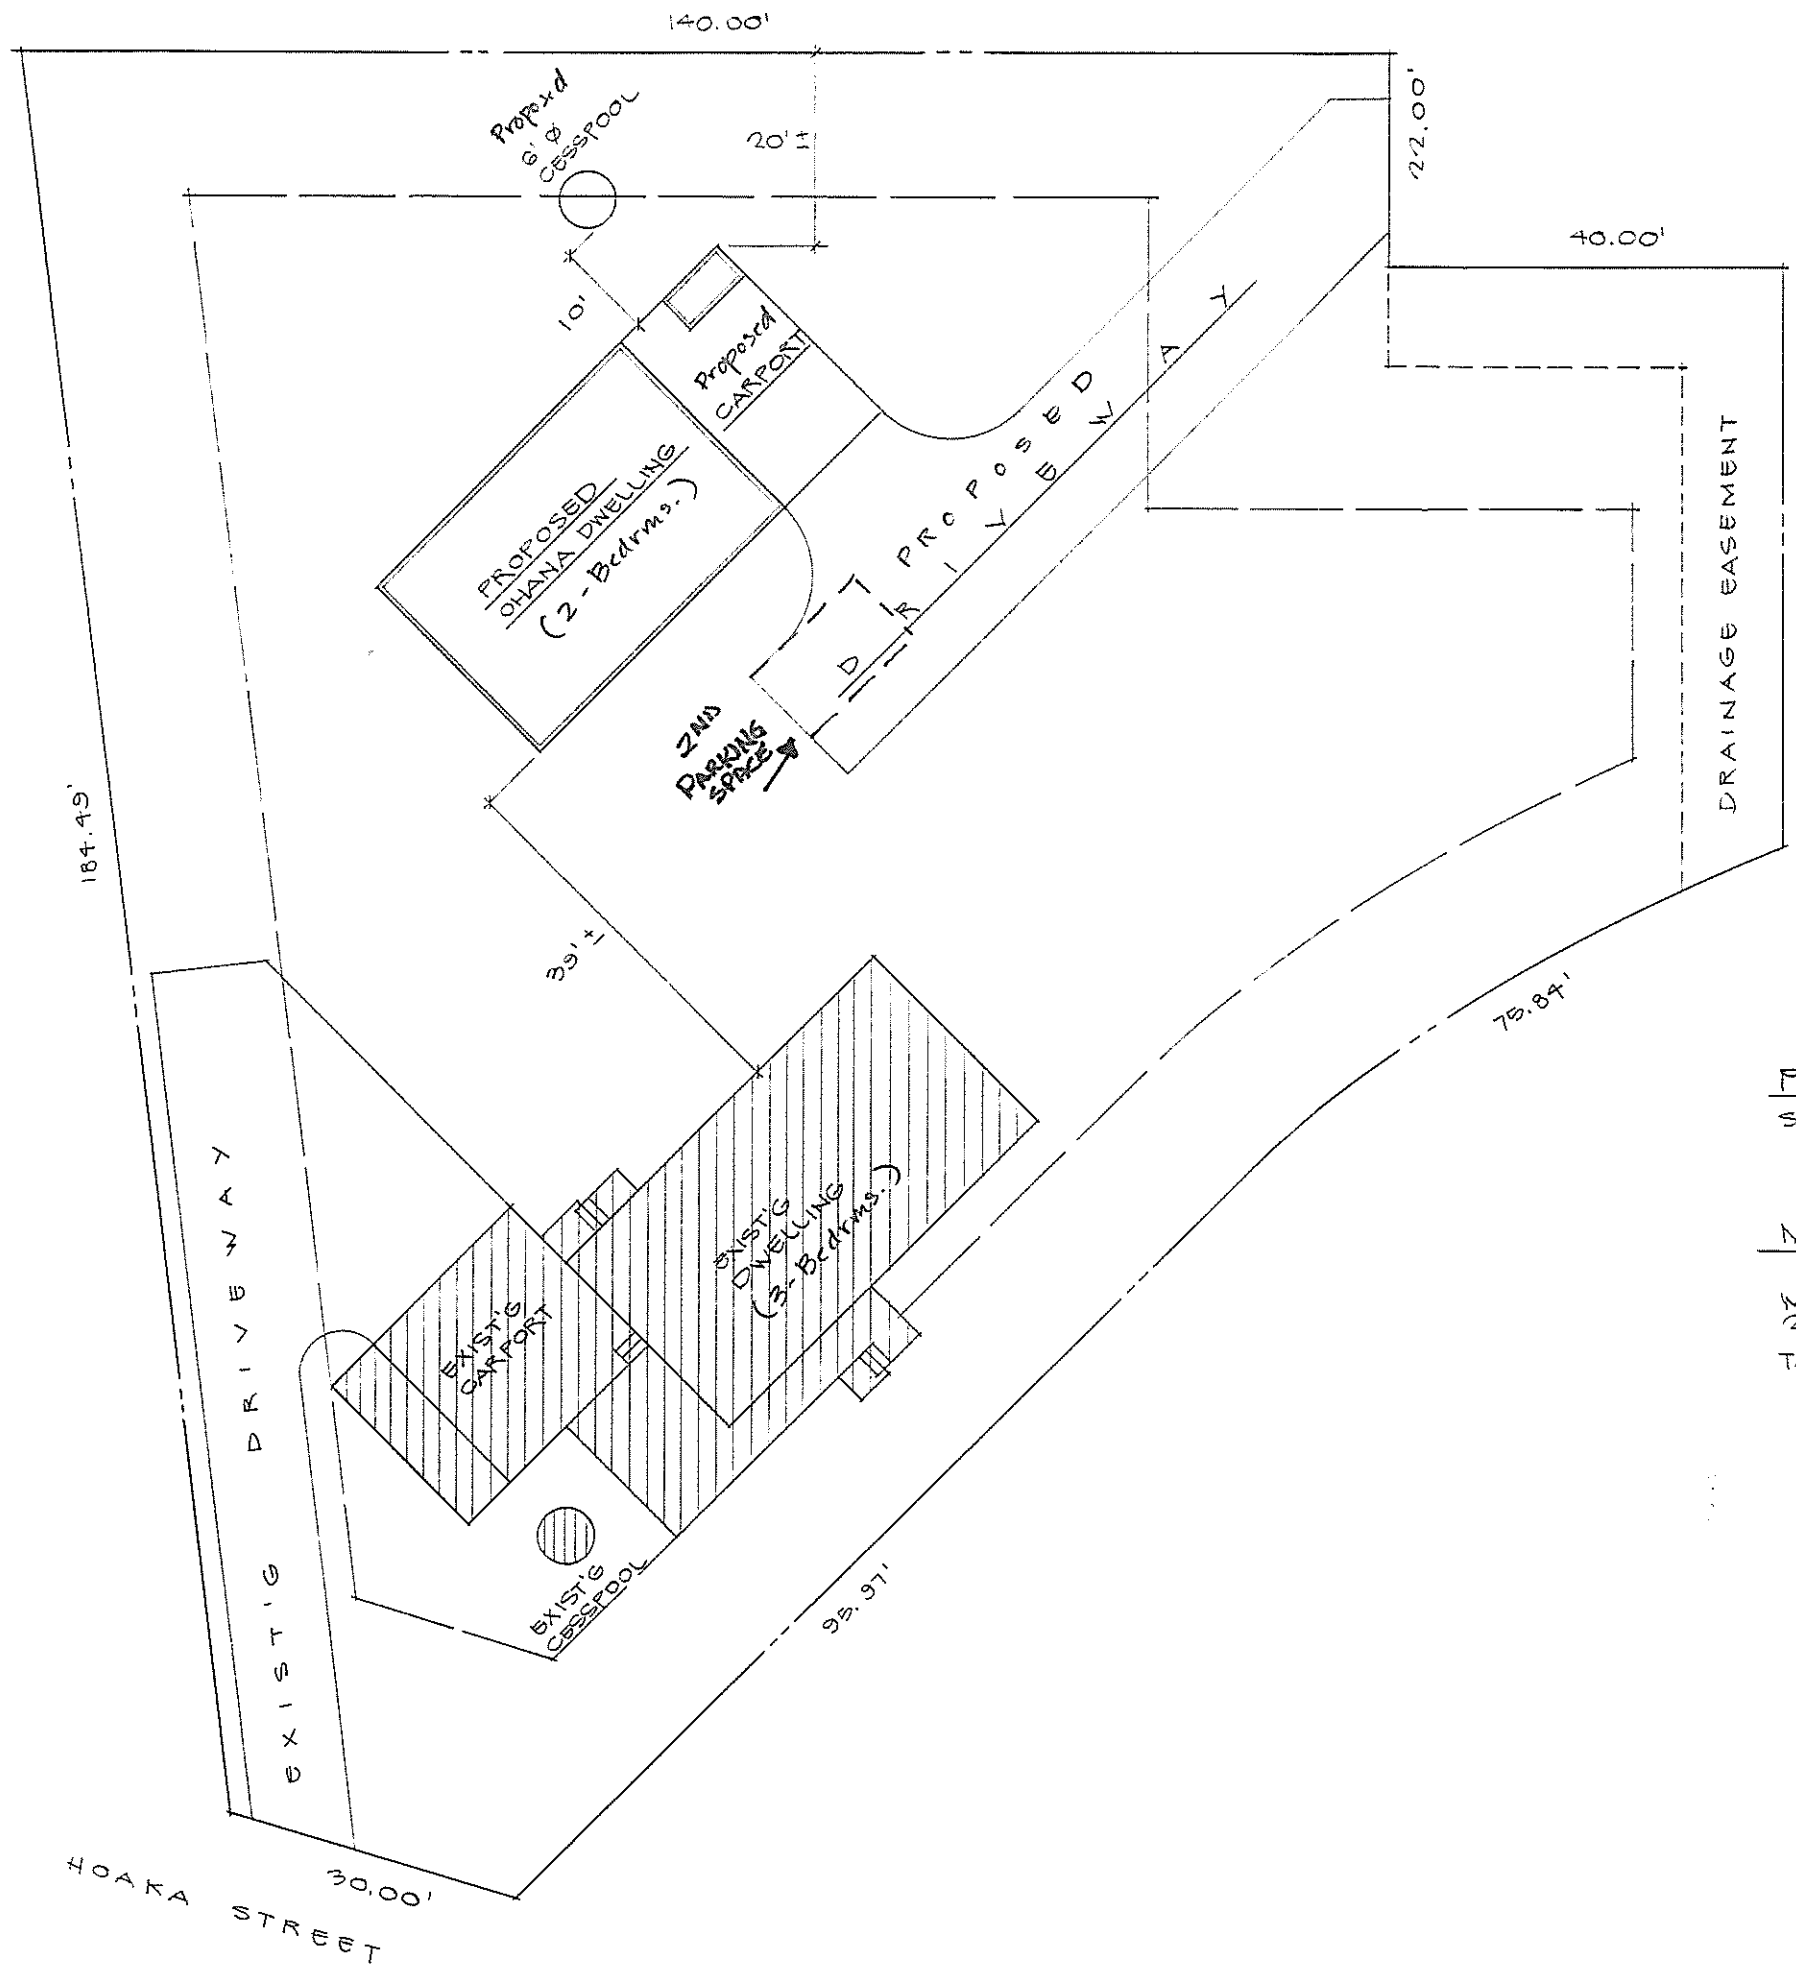 140.00'
22.00'
Proposed
6' Ø
CESSPOOL
20'±
40.00'
10'
Proposed
CARPORT
PROPOSED
OHANA DWELLING
(2-Bedrms.)
PROPOSED
DRIVEWAY
DRAINAGE EASEMENT
2ND
PARKING
SPACE
184.49'
39'±
75.84'
EXIST'G
DWELLING
(3-Bedrms.)
EXIST'G
CARPORT
EXIST'G DRIVEWAY
EXIST'G
CESSPOOL
95.97'
30.00'
HOAKA STREET